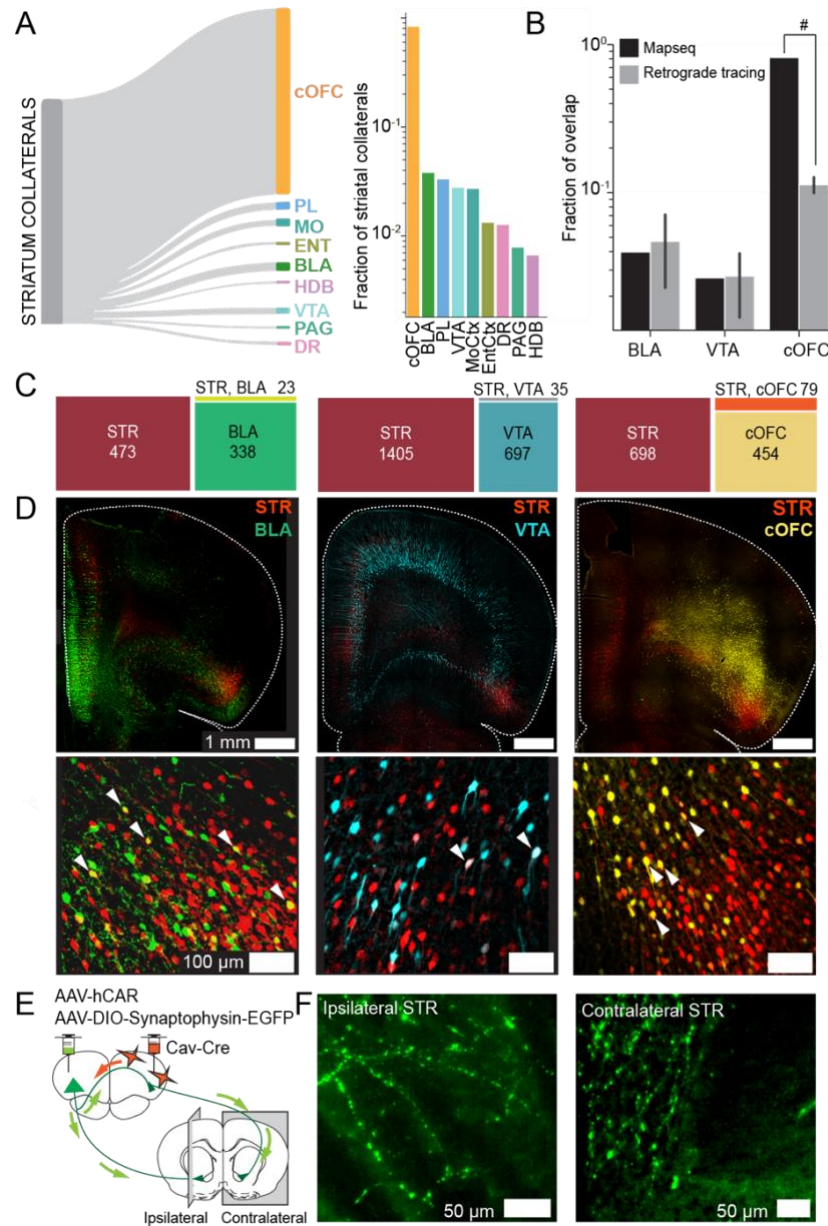 A
STRIATUM COLLATERALS
cOFC
PL
MO
ENT
BLA
HDB
VTA
PAG
DR
Fraction of striatal collaterals
10-1
10-2
cOFC
BLA
PL
VTA
MoCtx
EntCtx
DR
PAG
HDB
B
Fraction of overlap
100
10-1
#
Mapseq
Retrograde tracing
BLA
VTA
cOFC
C
STR, BLA 23
STR
473
BLA
338
STR, VTA 35
STR
1405
VTA
697
STR, cOFC 79
STR
698
cOFC
454
D
STR
BLA
1 mm
STR
VTA
STR
cOFC
100 µm
E
AAV-hCAR
AAV-DIO-Synaptophysin-EGFP
Cav-Cre
Ipsilateral
Contralateral
F
Ipsilateral STR
50 µm
Contralateral STR
50 µm